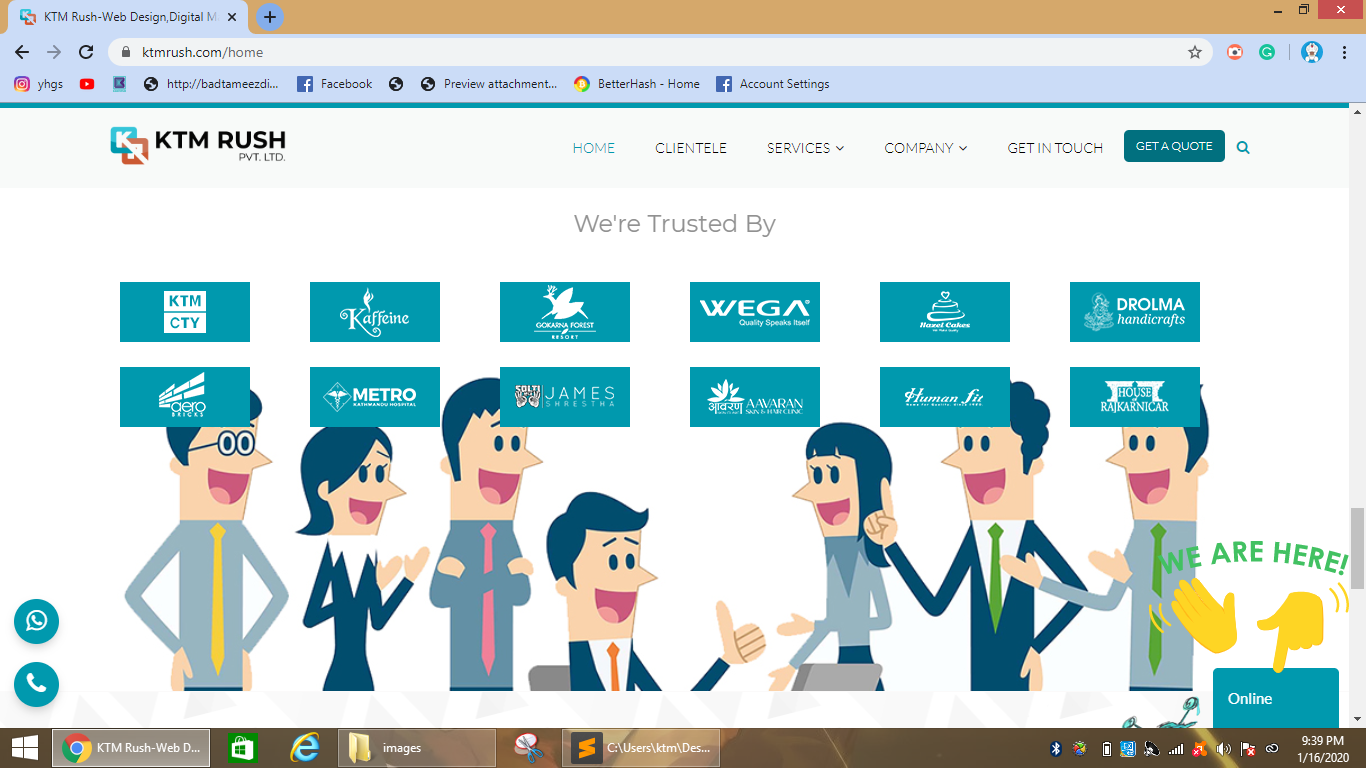 KTM Rush-Web Design,Digital M
ktmrush.com/home
yhgs
http://badtameezdi...
Facebook
Preview attachment...
BetterHash - Home
Account Settings
KTM RUSH
PVT. LTD.
HOME
CLIENTELE
SERVICES
COMPANY
GET IN TOUCH
GET A QUOTE
We're Trusted By
KTM
CTY
Kaffeine
GOKARNA FOREST
RESORT
WEGA®
Quality Speaks Itself
Hazel Cakes
DROLMA
handicrafts
aero
BRICKS
METRO
KATHMANDU HOSPITAL
JAMES
SHRESTHA
आवरण
AAVARAN
SKIN & HAIR CLINIC
Human fit
HOUSE
OF
RAJKARNICAR
WE ARE HERE!
Online
KTM Rush-Web D...
images
C:\Users\ktm\Des...
9:39 PM
1/16/2020